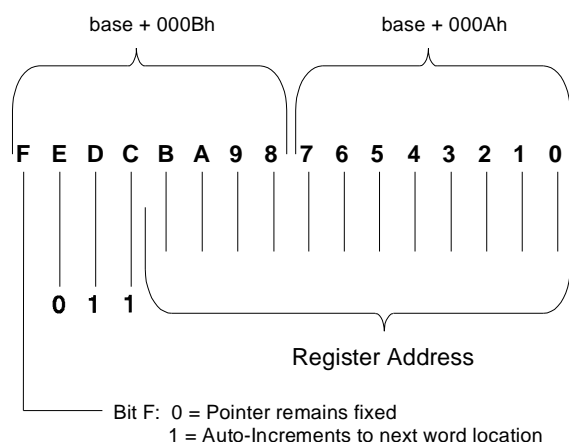 base + 000Bh base + 000Ah
F E D C B A 9 8 7 6 5 4 3 2 1 0
0 1 1
Register Address
Bit F: 0 = Pointer remains fixed
1 = Auto-Increments to next word location